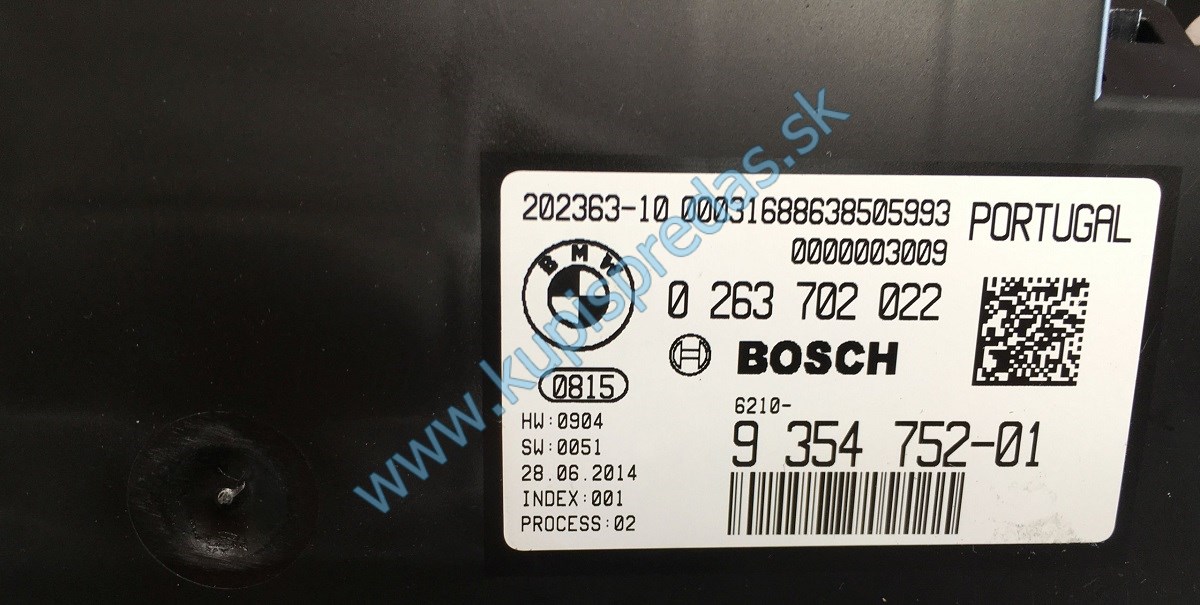 202363-10 00031688638505993 PORTUGAL
0000003009
BMW
0 263 702 022
BOSCH
0815
6210-
HW:0904
9 354 752-01
SW:0051
28.06.2014
INDEX:001
PROCESS:02
www.kupispredas.sk